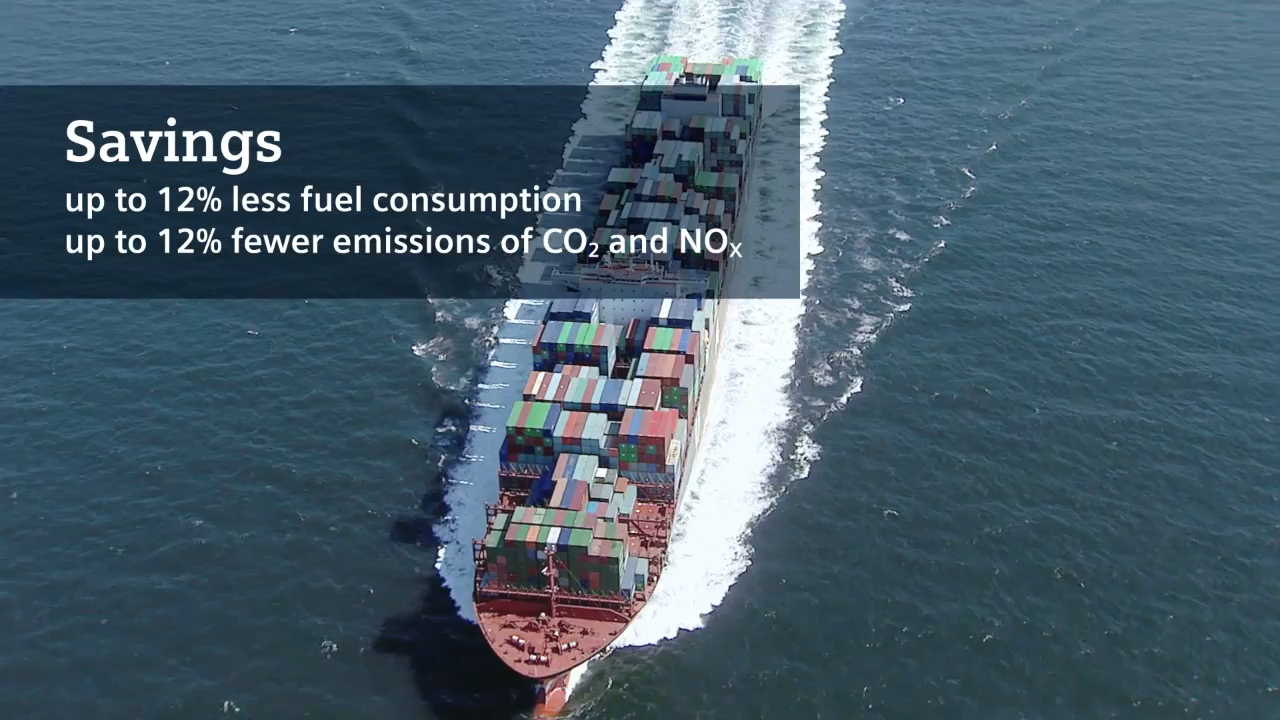 Savings
up to 12% less fuel consumption
up to 12% fewer emissions of CO₂ and NOₓ